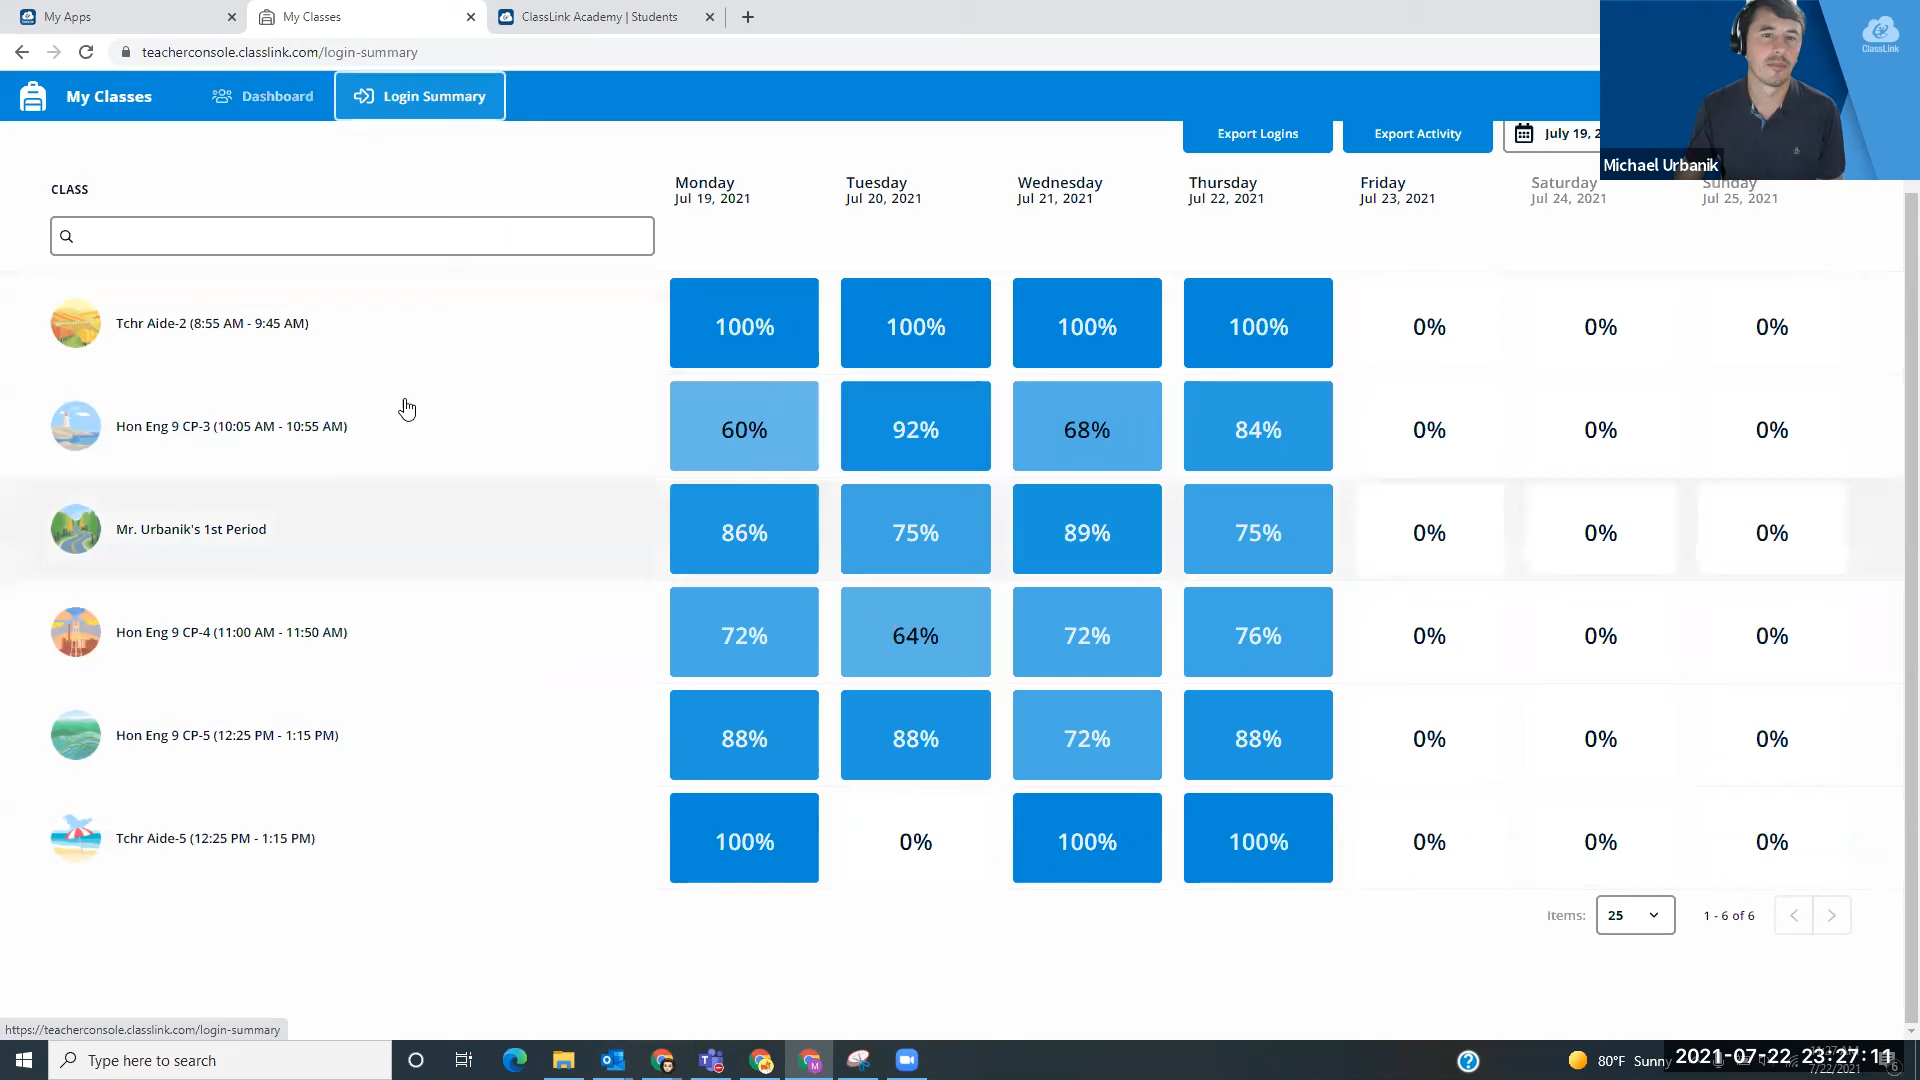 My Apps
My Classes
ClassLink Academy | Students
teacherconsole.classlink.com/login-summary
ClassLink
My Classes
Dashboard
Login Summary
Export Logins
Export Activity
July 19, 2
Michael Urbanik
CLASS
Monday
Jul 19, 2021
Tuesday
Jul 20, 2021
Wednesday
Jul 21, 2021
Thursday
Jul 22, 2021
Friday
Jul 23, 2021
Saturday
Jul 24, 2021
Sunday
Jul 25, 2021
Tchr Aide-2 (8:55 AM - 9:45 AM)
100% 100% 100% 100% 0% 0% 0%
Hon Eng 9 CP-3 (10:05 AM - 10:55 AM)
60% 92% 68% 84% 0% 0% 0%
Mr. Urbanik's 1st Period
86% 75% 89% 75% 0% 0% 0%
Hon Eng 9 CP-4 (11:00 AM - 11:50 AM)
72% 64% 72% 76% 0% 0% 0%
Hon Eng 9 CP-5 (12:25 PM - 1:15 PM)
88% 88% 72% 88% 0% 0% 0%
Tchr Aide-5 (12:25 PM - 1:15 PM)
100% 0% 100% 100% 0% 0% 0%
Items: 25 1 - 6 of 6
https://teacherconsole.classlink.com/login-summary
Type here to search
80°F Sunny
2021-07-22 23:27:11
7/22/2021